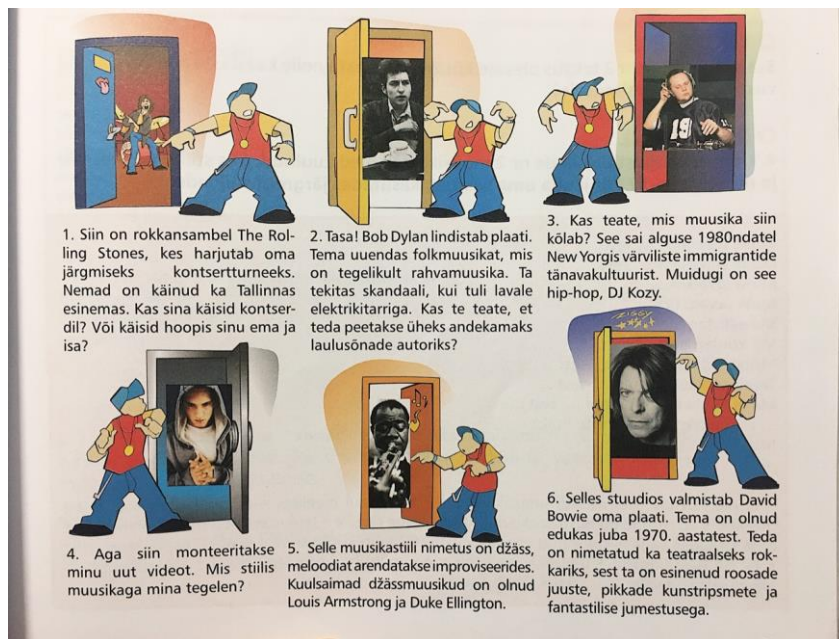 1. Siin on rokkansambel The Rol-
ling Stones, kes harjutab oma
järgmiseks kontsertturneeks.
Nemad on käinud ka Tallinnas
esinemas. Kas sina käisid kontser-
dil? Või käisid hoopis sinu ema ja
isa?
2. Tasa! Bob Dylan lindistab plaati.
Tema uuendas folkmuusikat, mis
on tegelikult rahvamuusika. Ta
tekitas skandaali, kui tuli lavale
elektrikitarriga. Kas te teate, et
teda peetakse üheks andekamaks
laulusõnade autoriks?
19
3. Kas teate, mis muusika siin
kõlab? See sai alguse 1980ndatel
New Yorgis värviliste immigrantide
tänavakultuurist. Muidugi on see
hip-hop, DJ Kozy.
4. Aga siin monteeritakse
minu uut videot. Mis stiilis
muusikaga mina tegelen?
5. Selle muusikastiili nimetus on džäss,
meloodiat arendatakse improviseerides.
Kuulsaimad džässmuusikud on olnud
Louis Armstrong ja Duke Ellington.
ZIGGY
6. Selles stuudios valmistab David
Bowie oma plaati. Tema on olnud
edukas juba 1970. aastatest. Teda
on nimetatud ka teatraalseks rok-
kariks, sest ta on esinenud roosade
juuste, pikkade kunstripsmete ja
fantastilise jumestusega.